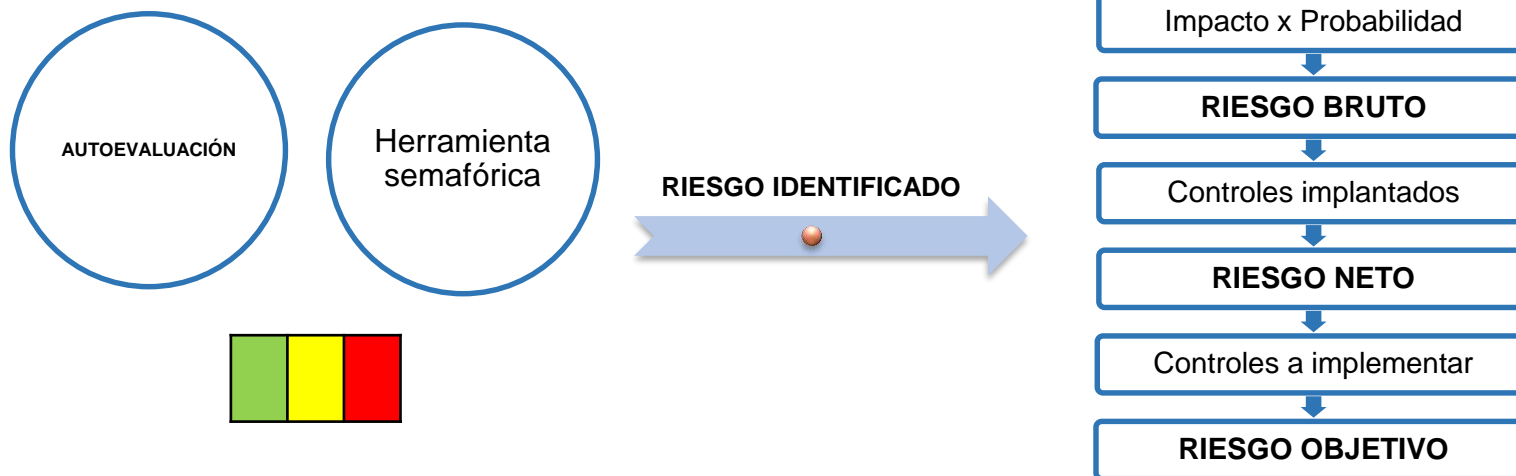 AUTOEVALUACIÓN
Herramienta
semafórica
RIESGO IDENTIFICADO
Impacto x Probabilidad
RIESGO BRUTO
Controles implantados
RIESGO NETO
Controles a implementar
RIESGO OBJETIVO